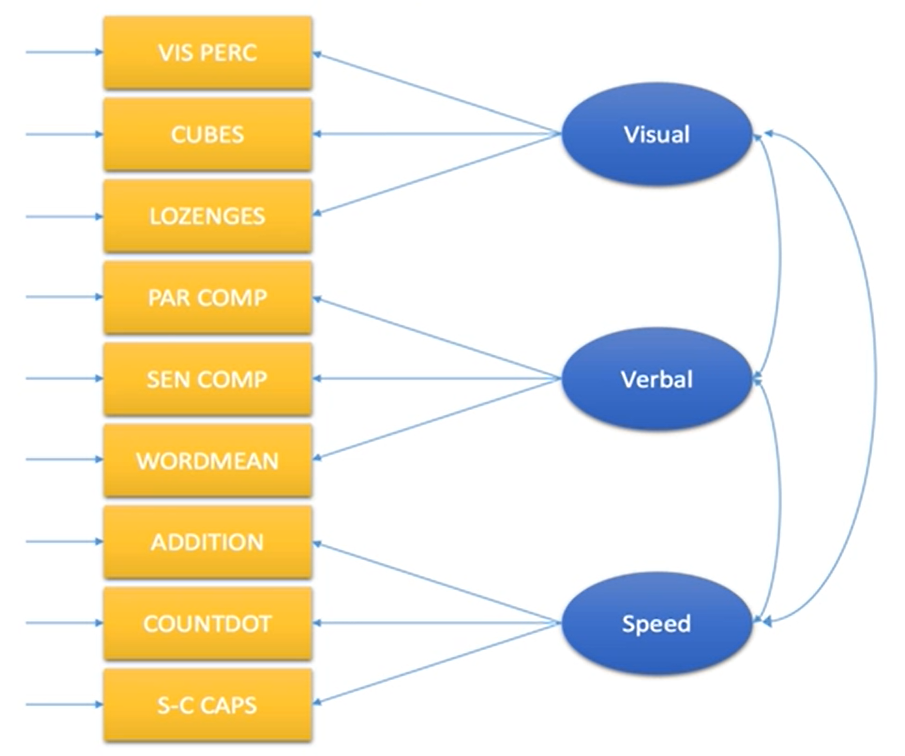 VIS PERC
CUBES
LOZENGES
PAR COMP
SEN COMP
WORDMEAN
ADDITION
COUNTDOT
S-C CAPS
Visual
Verbal
Speed